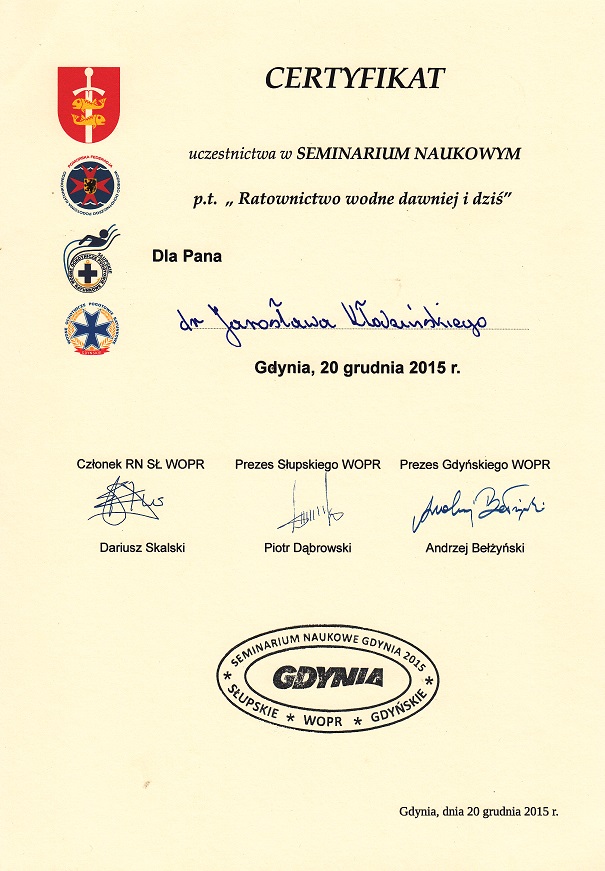 CERTYFIKAT
uczestnictwa w SEMINARIUM NAUKOWYM
p.t. „ Ratownictwo wodne dawniej i dziś”
Dla Pana
dr Jarosława
Gdynia, 20 grudnia 2015 r.
Członek RN SŁ WOPR
Prezes Słupskiego WOPR
Prezes Gdyńskiego WOPR
Dariusz Skalski
Piotr Dąbrowski
Andrzej Bełżyński
SEMINARIUM NAUKOWE GDYNIA 2015
GDYNIA
* SŁUPSKIE * WOPR * GDYŃSKIE *
Gdynia, dnia 20 grudnia 2015 r.